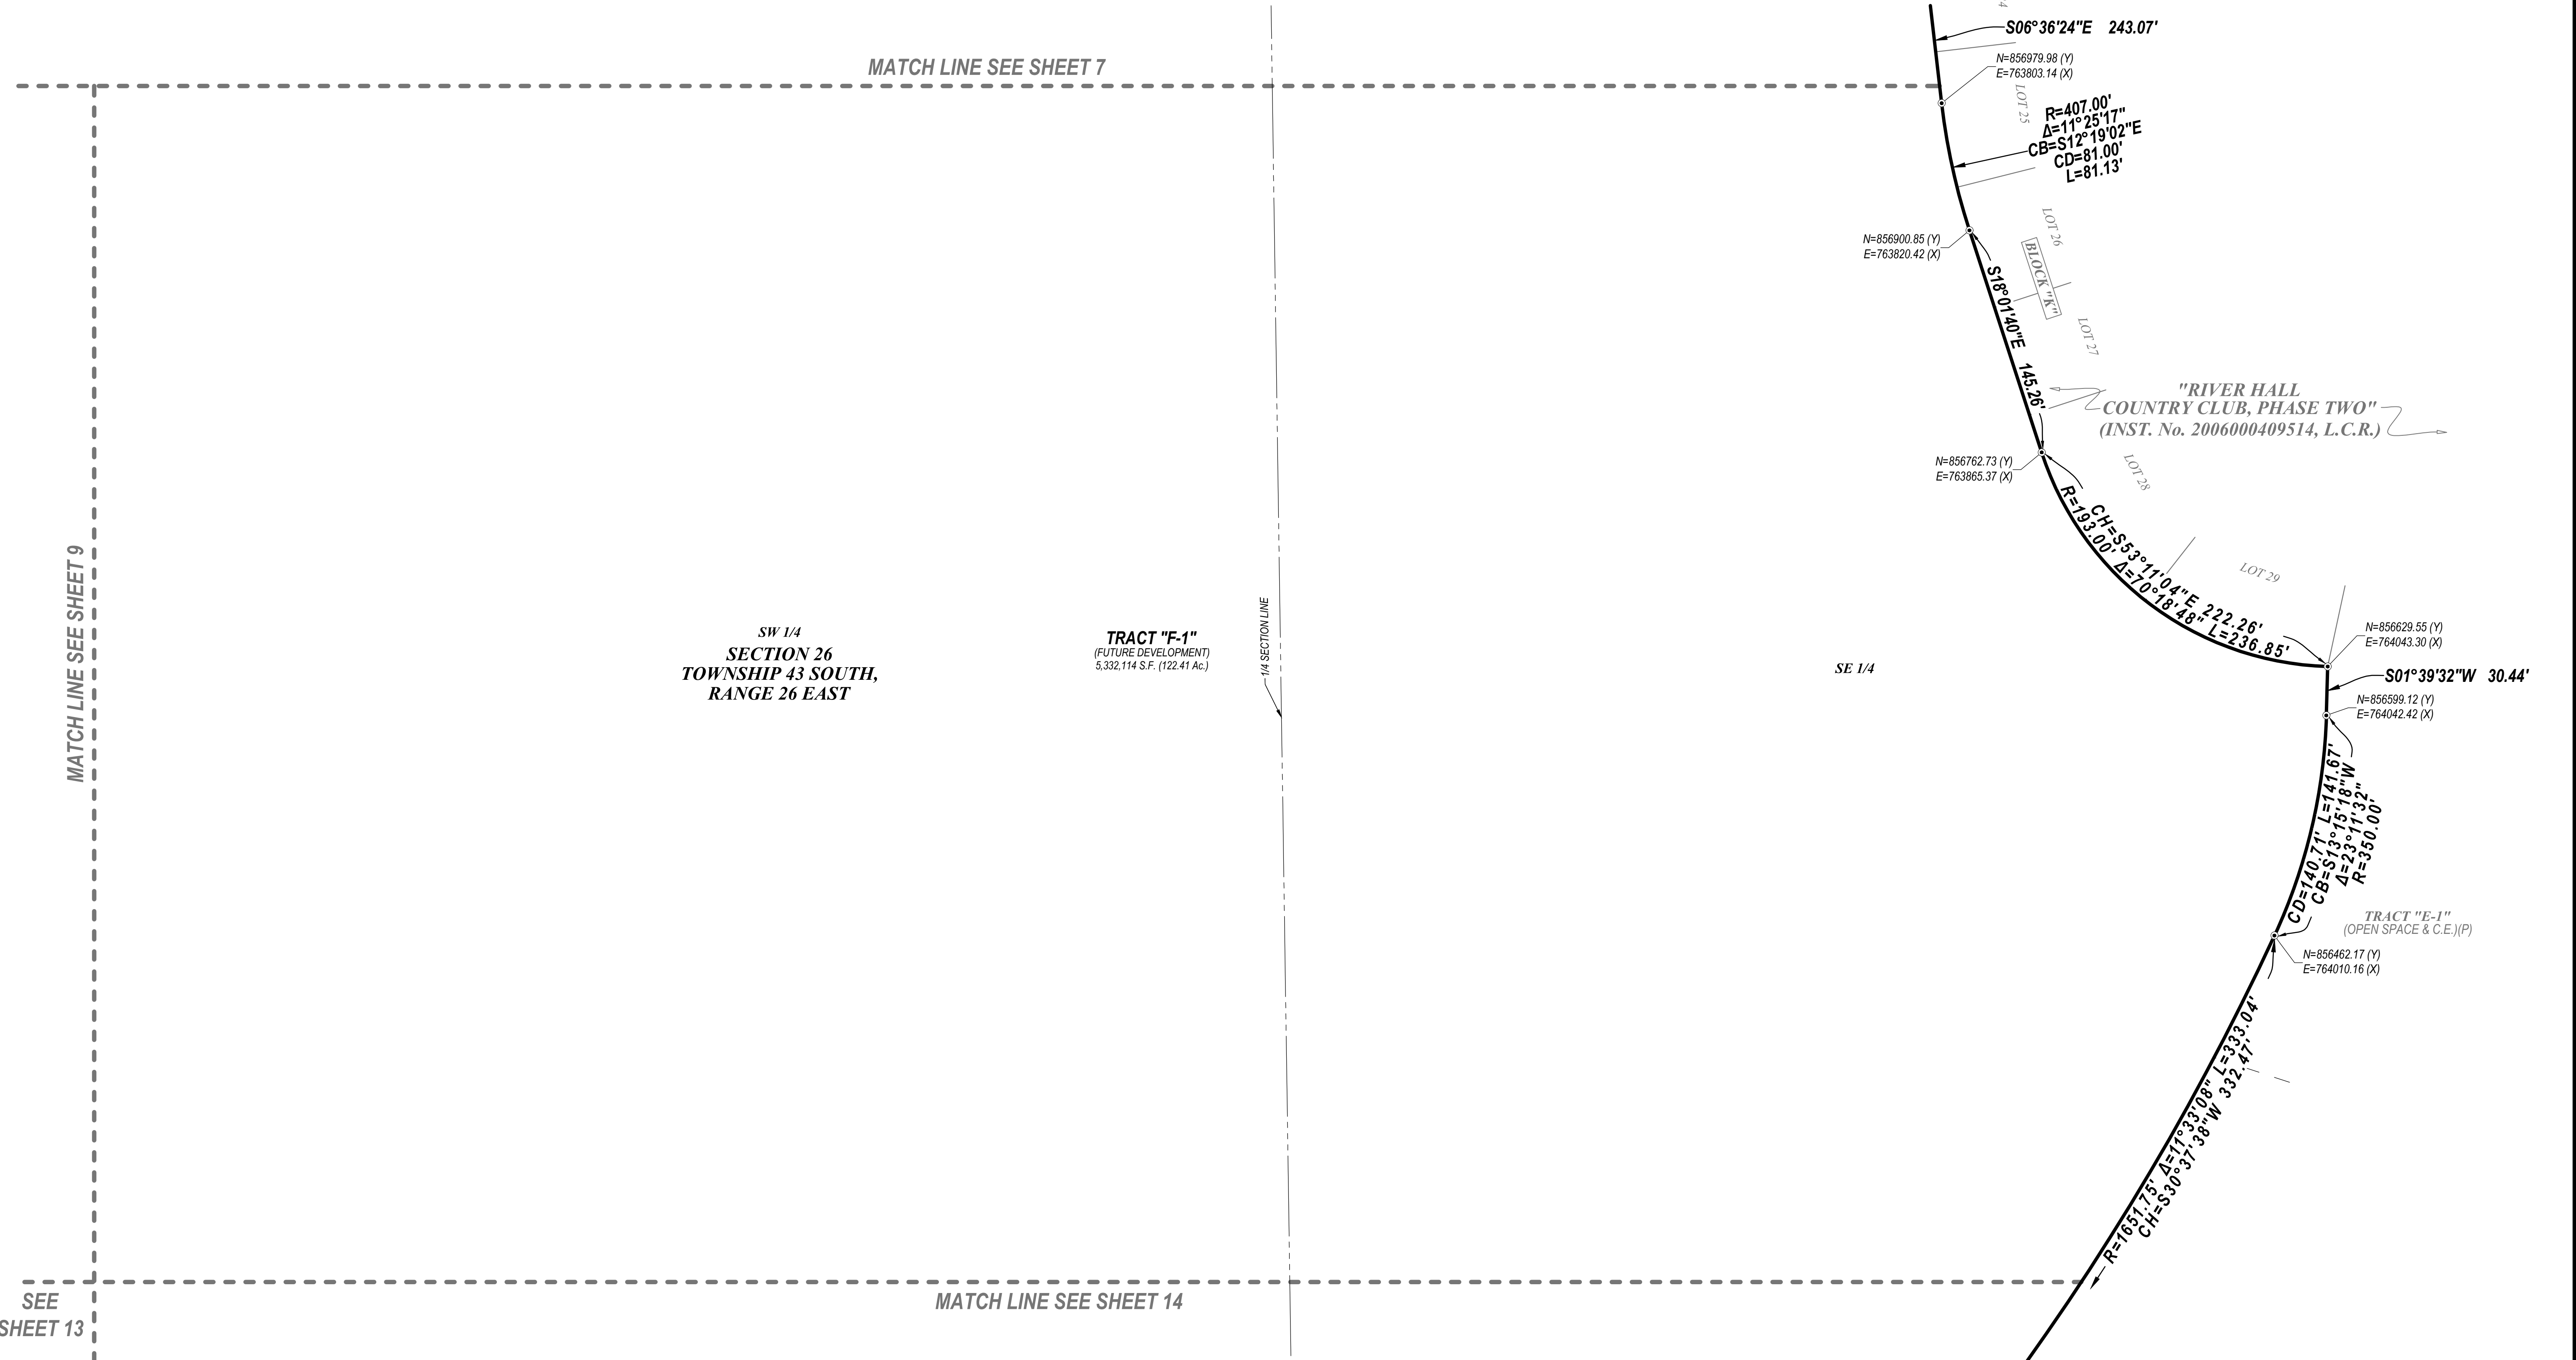 S06°36'24"E 243.07'
MATCH LINE SEE SHEET 7
N=856979.98 (Y)
E=763803.14 (X)
LOT 25
R=407.00'
Δ=11°25'17"
CB=S12°19'02"E
CD=81.00'
L=81.13'
LOT 26
N=856900.85 (Y)
E=763820.42 (X)
BLOCK "K"
S18°01'40"E 145.26'
LOT 27
"RIVER HALL
COUNTRY CLUB, PHASE TWO"
(INST. No. 2006000409514, L.C.R.)
N=856762.73 (Y)
E=763865.37 (X)
LOT 28
CH=S53°11'04"E 222.26'
R=193.00' Δ=70°18'48" L=236.85'
LOT 29
MATCH LINE SEE SHEET 9
SW 1/4
SECTION 26
TOWNSHIP 43 SOUTH,
RANGE 26 EAST
TRACT "F-1"
(FUTURE DEVELOPMENT)
5,332,114 S.F. (122.41 Ac.)
1/4 SECTION LINE
SE 1/4
N=856629.55 (Y)
E=764043.30 (X)
S01°39'32"W 30.44'
N=856599.12 (Y)
E=764042.42 (X)
CD=140.71' L=141.67'
CB=S13°15'18"W
Δ=23°11'32"
R=350.00'
TRACT "E-1"
(OPEN SPACE & C.E.)(P)
N=856462.17 (Y)
E=764010.16 (X)
R=1651.75' Δ=11°33'08" L=333.04'
CH=S30°37'38"W 332.47'
SEE
SHEET 13
MATCH LINE SEE SHEET 14